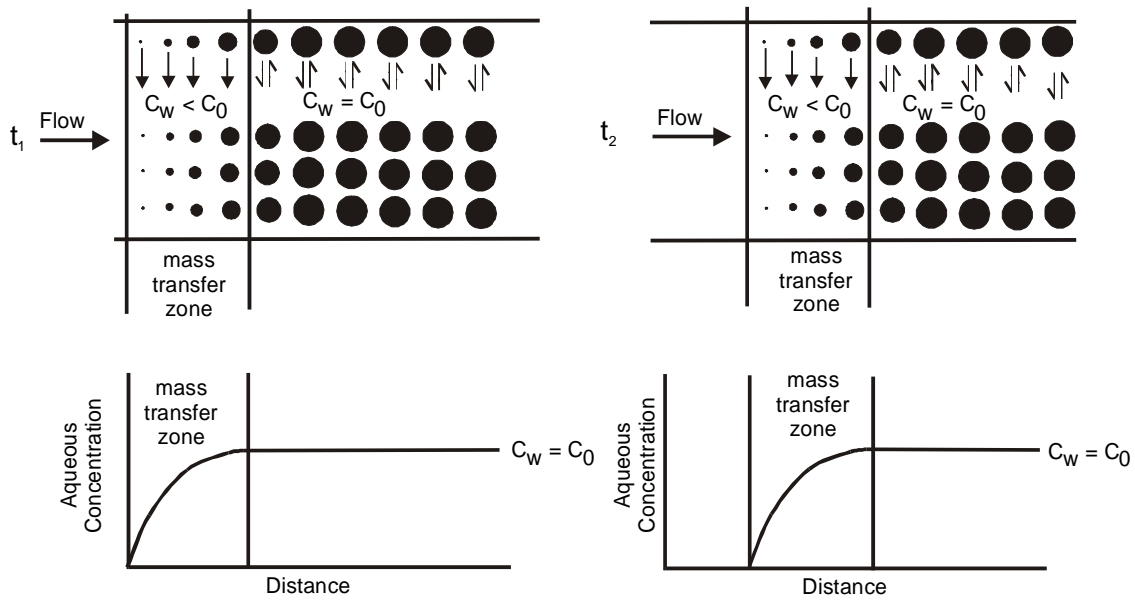 t1
Flow
Cw < C0
Cw = C0
mass
transfer
zone
t2
Flow
Cw < C0
Cw = C0
mass
transfer
zone
Aqueous
Concentration
mass
transfer
zone
Cw = C0
Distance
Aqueous
Concentration
mass
transfer
zone
Cw = C0
Distance